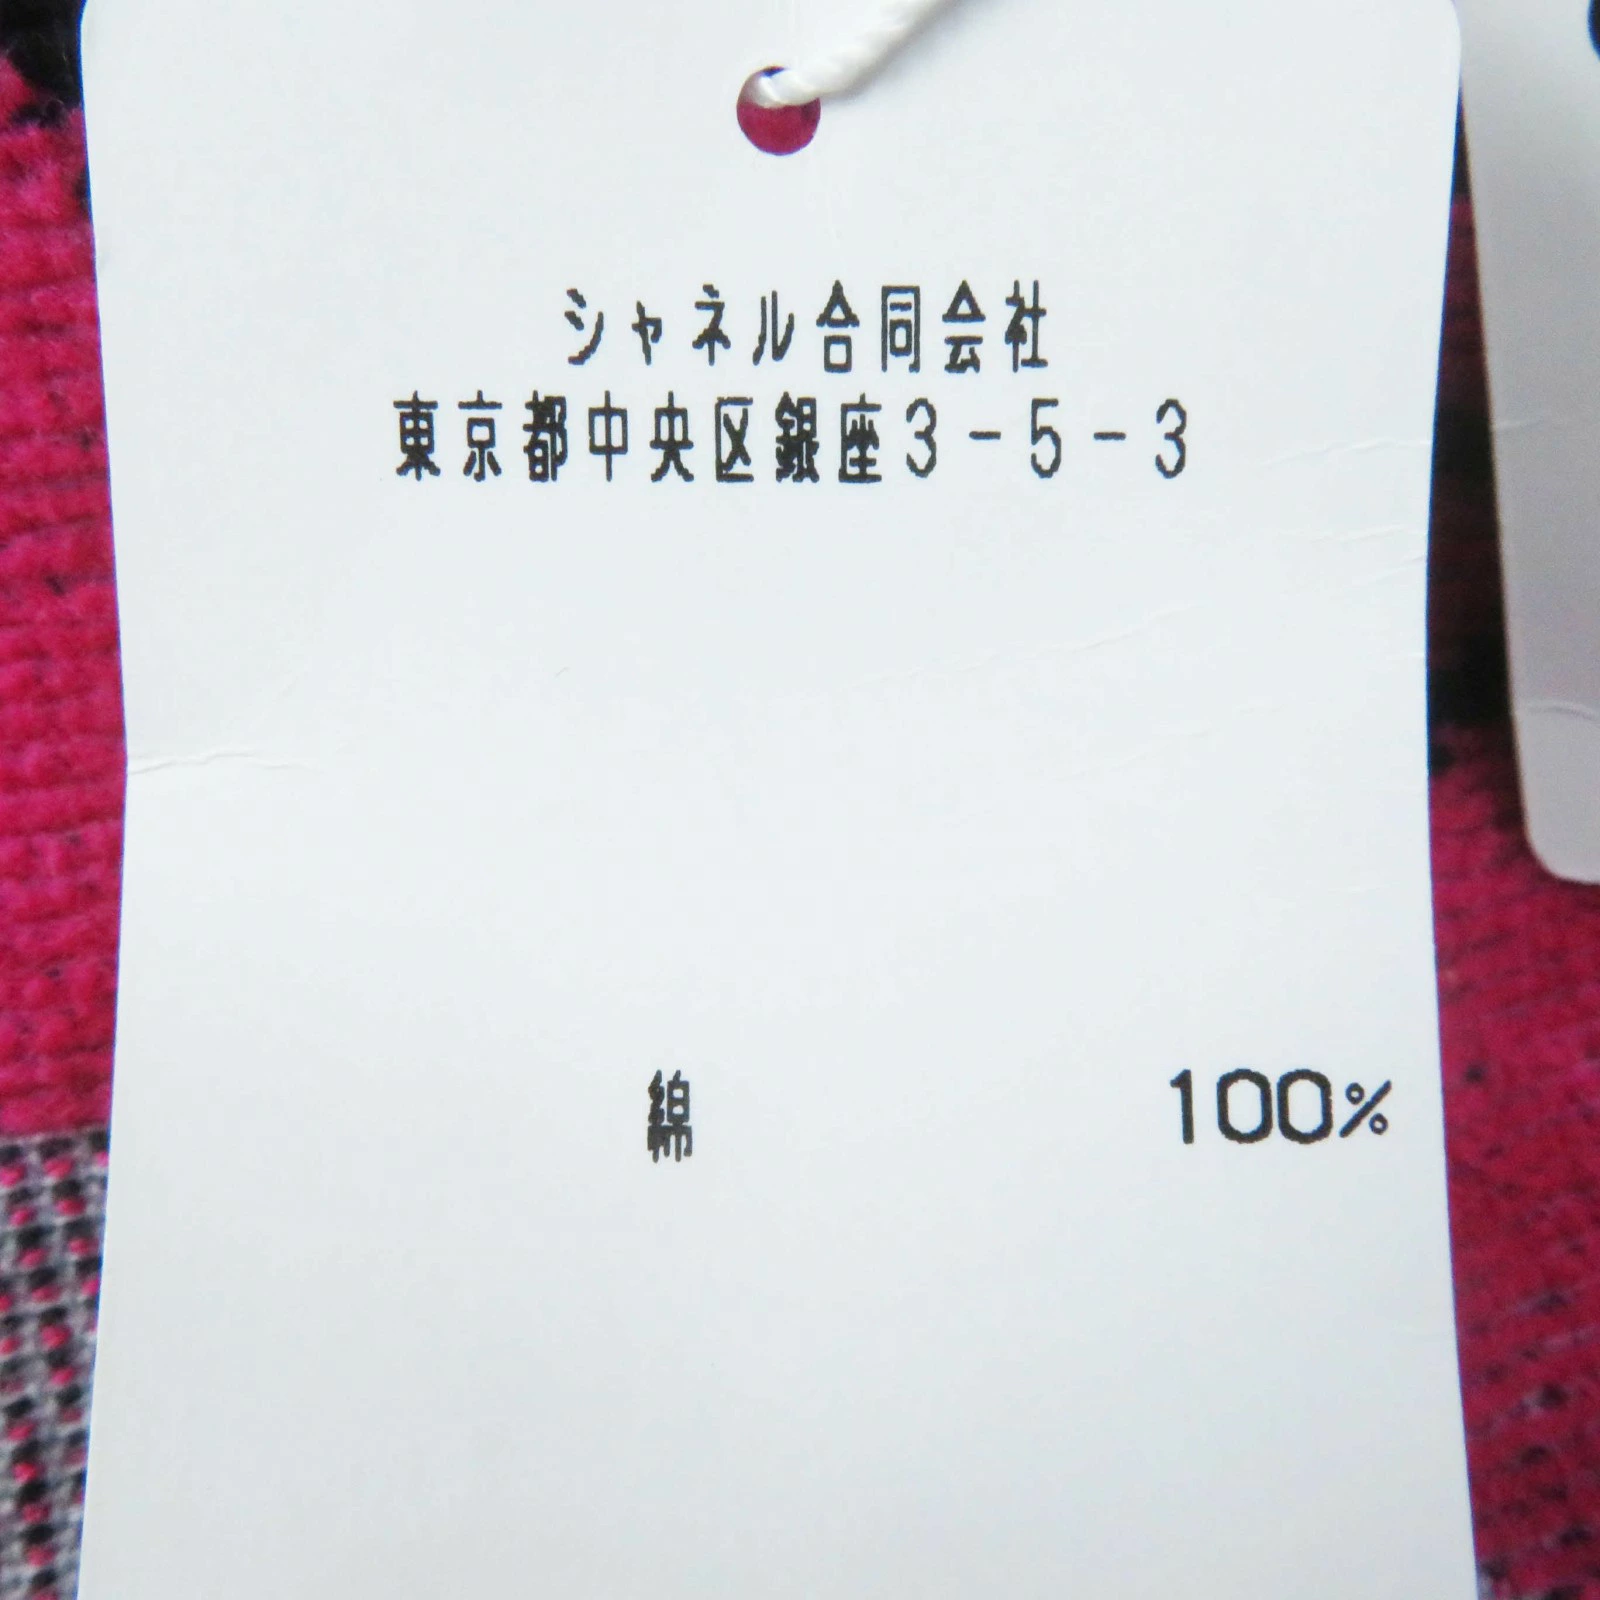 シャネル合同会社
東京都中央区銀座3-5-3
綿 100%